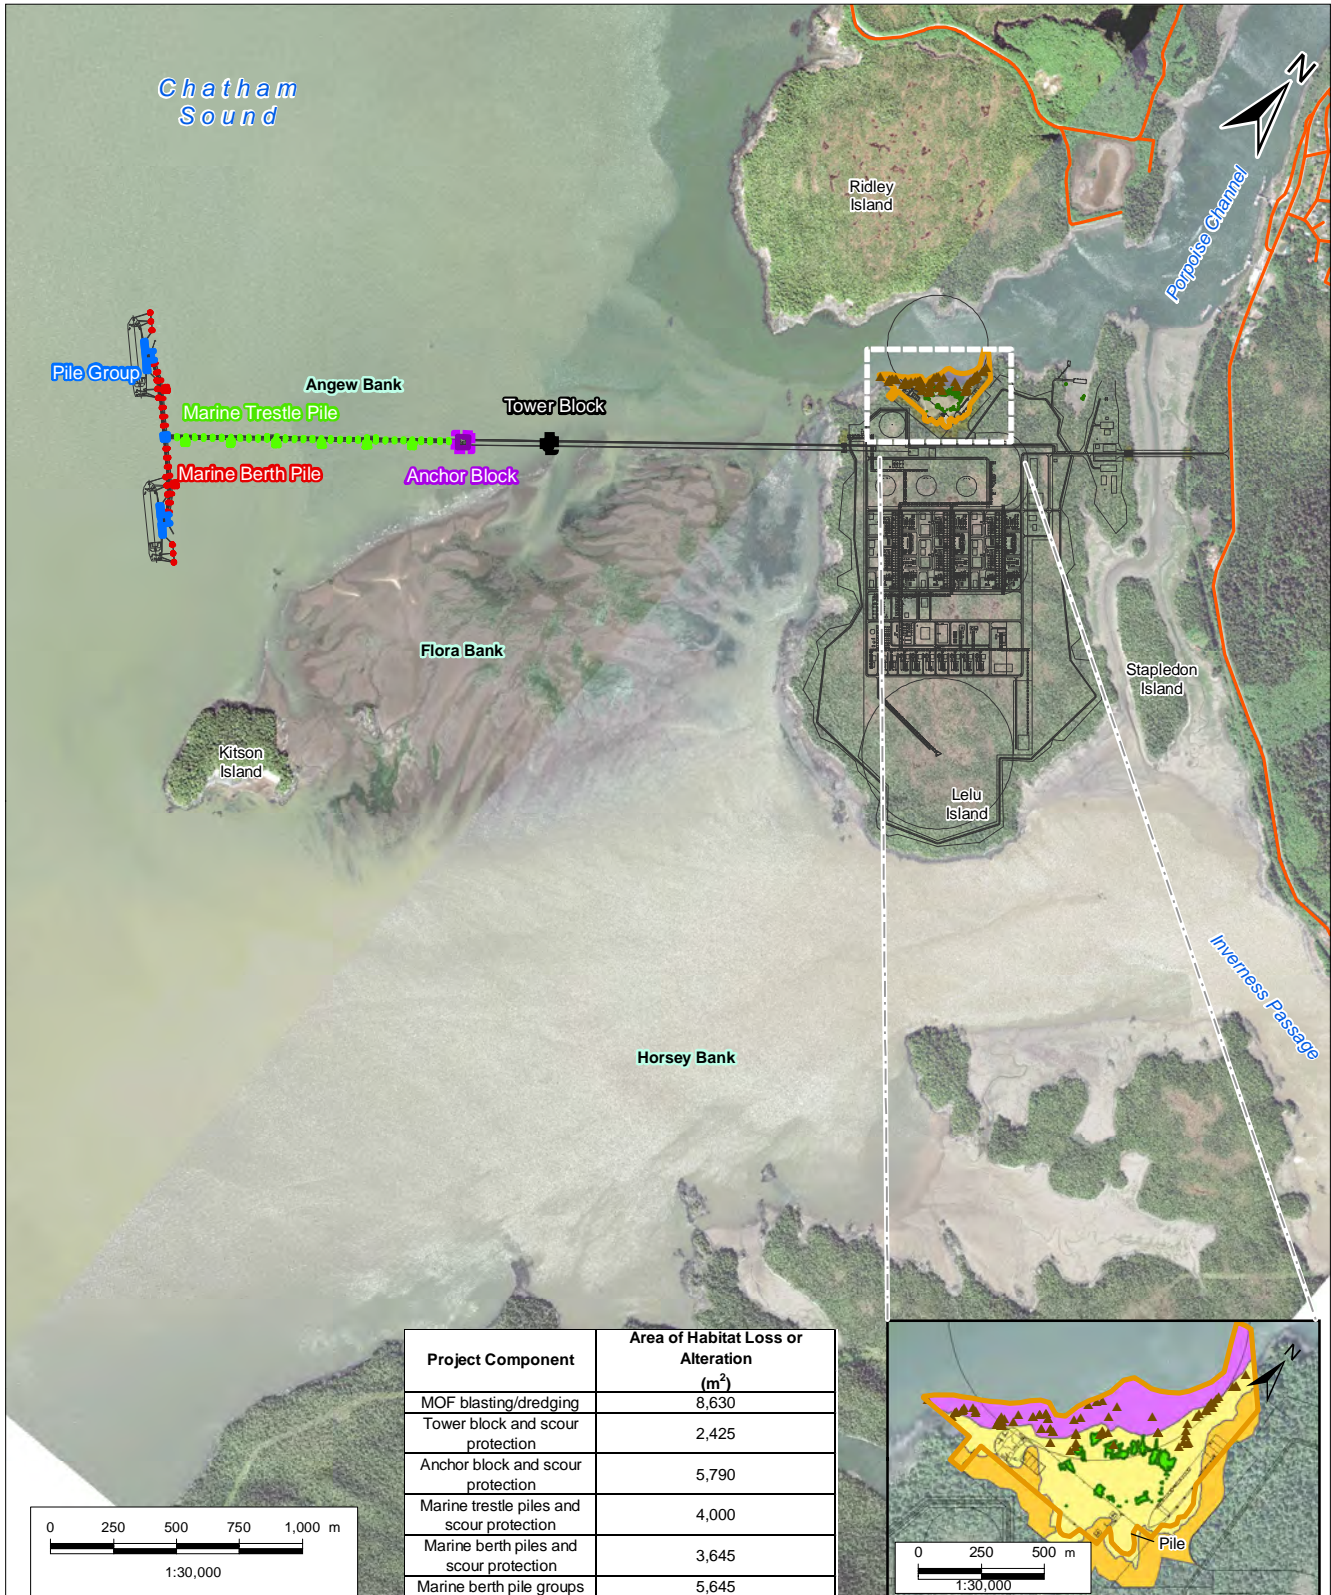 Chatham
Sound
N
Ridley
Island
Porpoise Channel
Pile Group
Angew Bank
Marine Trestle Pile
Tower Block
Marine Berth Pile
Anchor Block
Flora Bank
Stapledon
Island
Kitson
Island
Lelu
Island
Inverness Passage
Horsey Bank
Project Component
Area of Habitat Loss or
Alteration
(m²)
MOF blasting/dredging
8,630
Tower block and scour
protection
2,425
Anchor block and scour
protection
5,790
Marine trestle piles and
scour protection
4,000
Marine berth piles and
scour protection
3,645
Marine berth pile groups
5,645
0 250 500 750 1,000 m
1:30,000
N
Pile
0 250 500 m
1:30,000